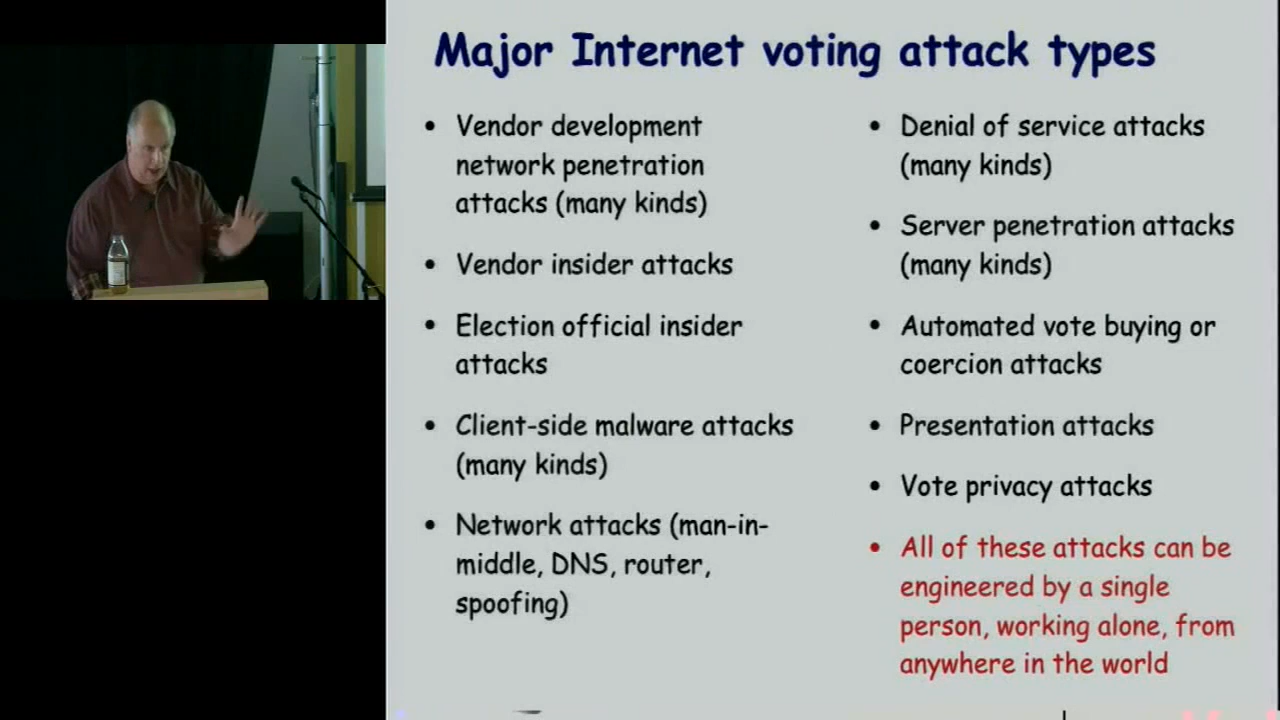 Major Internet voting attack types
• Vendor development
network penetration
attacks (many kinds)
• Vendor insider attacks
• Election official insider
attacks
• Client-side malware attacks
(many kinds)
• Network attacks (man-in-
middle, DNS, router,
spoofing)
• Denial of service attacks
(many kinds)
• Server penetration attacks
(many kinds)
• Automated vote buying or
coercion attacks
• Presentation attacks
• Vote privacy attacks
• All of these attacks can be
engineered by a single
person, working alone, from
anywhere in the world